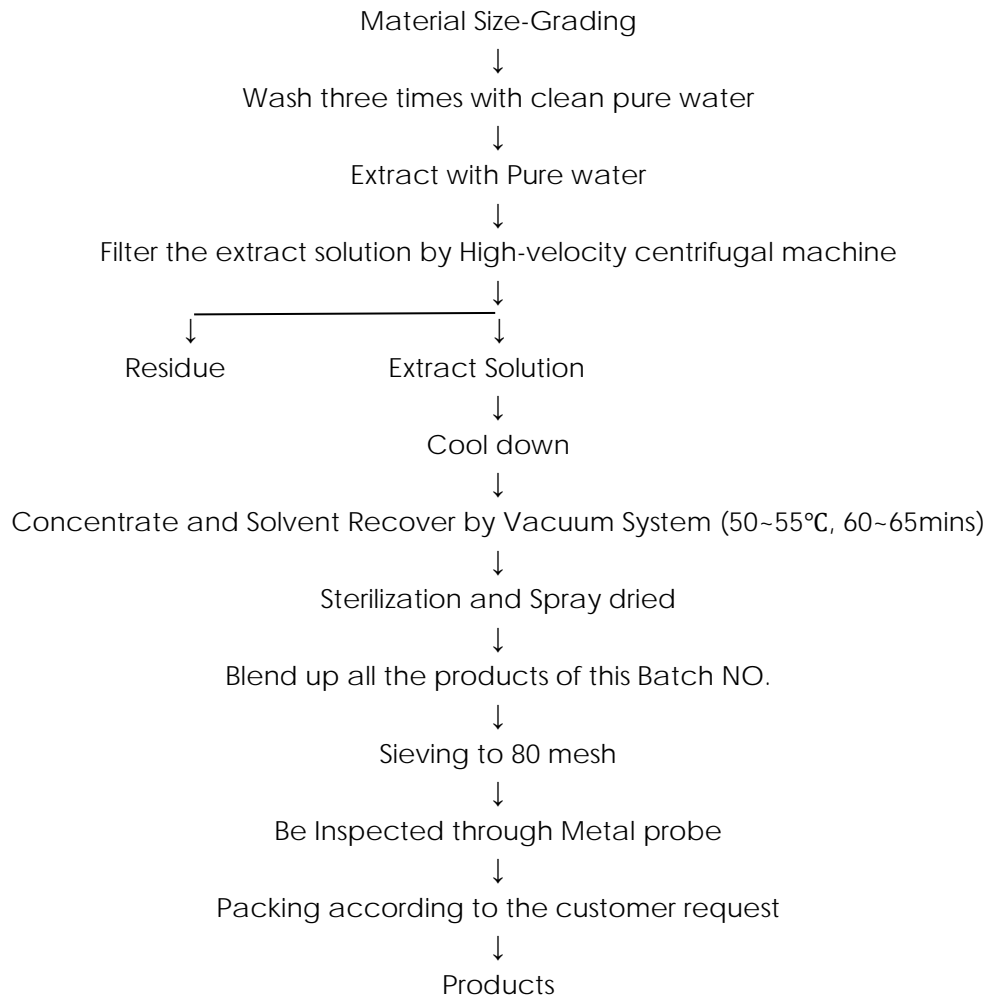 Material Size-Grading
↓
Wash three times with clean pure water
↓
Extract with Pure water
↓
Filter the extract solution by High-velocity centrifugal machine
↓
↓ ↓
Residue Extract Solution
↓
Cool down
↓
Concentrate and Solvent Recover by Vacuum System (50~55℃, 60~65mins)
↓
Sterilization and Spray dried
↓
Blend up all the products of this Batch NO.
↓
Sieving to 80 mesh
↓
Be Inspected through Metal probe
↓
Packing according to the customer request
↓
Products